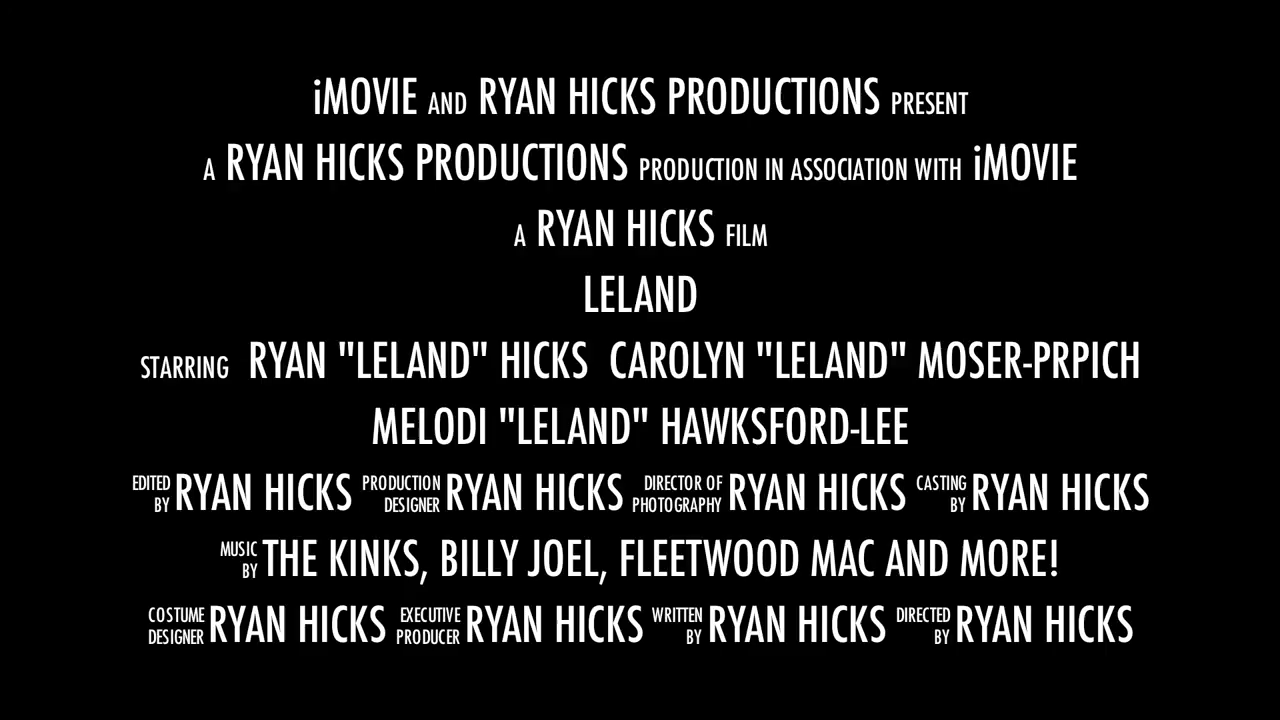 iMOVIE AND RYAN HICKS PRODUCTIONS PRESENT
A RYAN HICKS PRODUCTIONS PRODUCTION IN ASSOCIATION WITH iMOVIE
A RYAN HICKS FILM
LELAND
STARRING RYAN "LELAND" HICKS CAROLYN "LELAND" MOSER-PRPICH
MELODI "LELAND" HAWKSFORD-LEE
EDITED BY RYAN HICKS PRODUCTION DESIGNER RYAN HICKS DIRECTOR OF PHOTOGRAPHY RYAN HICKS CASTING BY RYAN HICKS
MUSIC BY THE KINKS, BILLY JOEL, FLEETWOOD MAC AND MORE!
COSTUME DESIGNER RYAN HICKS EXECUTIVE PRODUCER RYAN HICKS WRITTEN BY RYAN HICKS DIRECTED BY RYAN HICKS